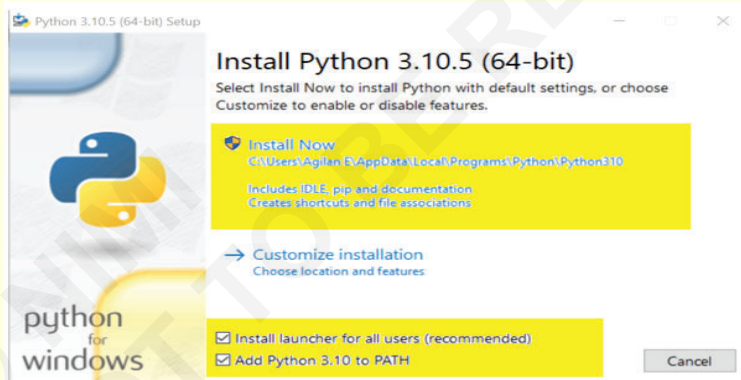 Python 3.10.5 (64-bit) Setup
Install Python 3.10.5 (64-bit)
Select Install Now to install Python with default settings, or choose
Customize to enable or disable features.
Install Now
C:\Users\Agilan E\AppData\Local\Programs\Python\Python310
Includes IDLE, pip and documentation
Creates shortcuts and file associations
Customize installation
Choose location and features
Install launcher for all users (recommended)
Add Python 3.10 to PATH
python
for
windows
Cancel